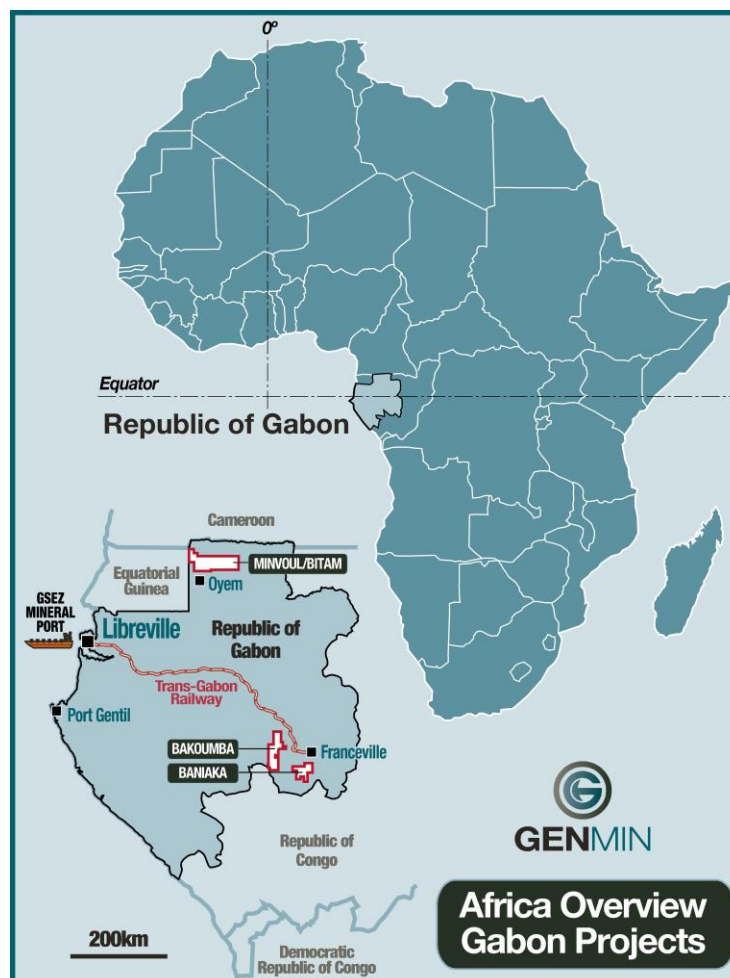 0°
Equator
Republic of Gabon
Cameroon
MINVOUL/BITAM
Equatorial
Guinea
Oyem
GSEZ
MINERAL
PORT
Libreville
Republic of
Gabon
Trans-Gabon
Railway
Port Gentil
BAKOUMBA
Franceville
BANIAKA
Republic of
Congo
GENMIN
200km
Democratic
Republic of Congo
Africa Overview
Gabon Projects